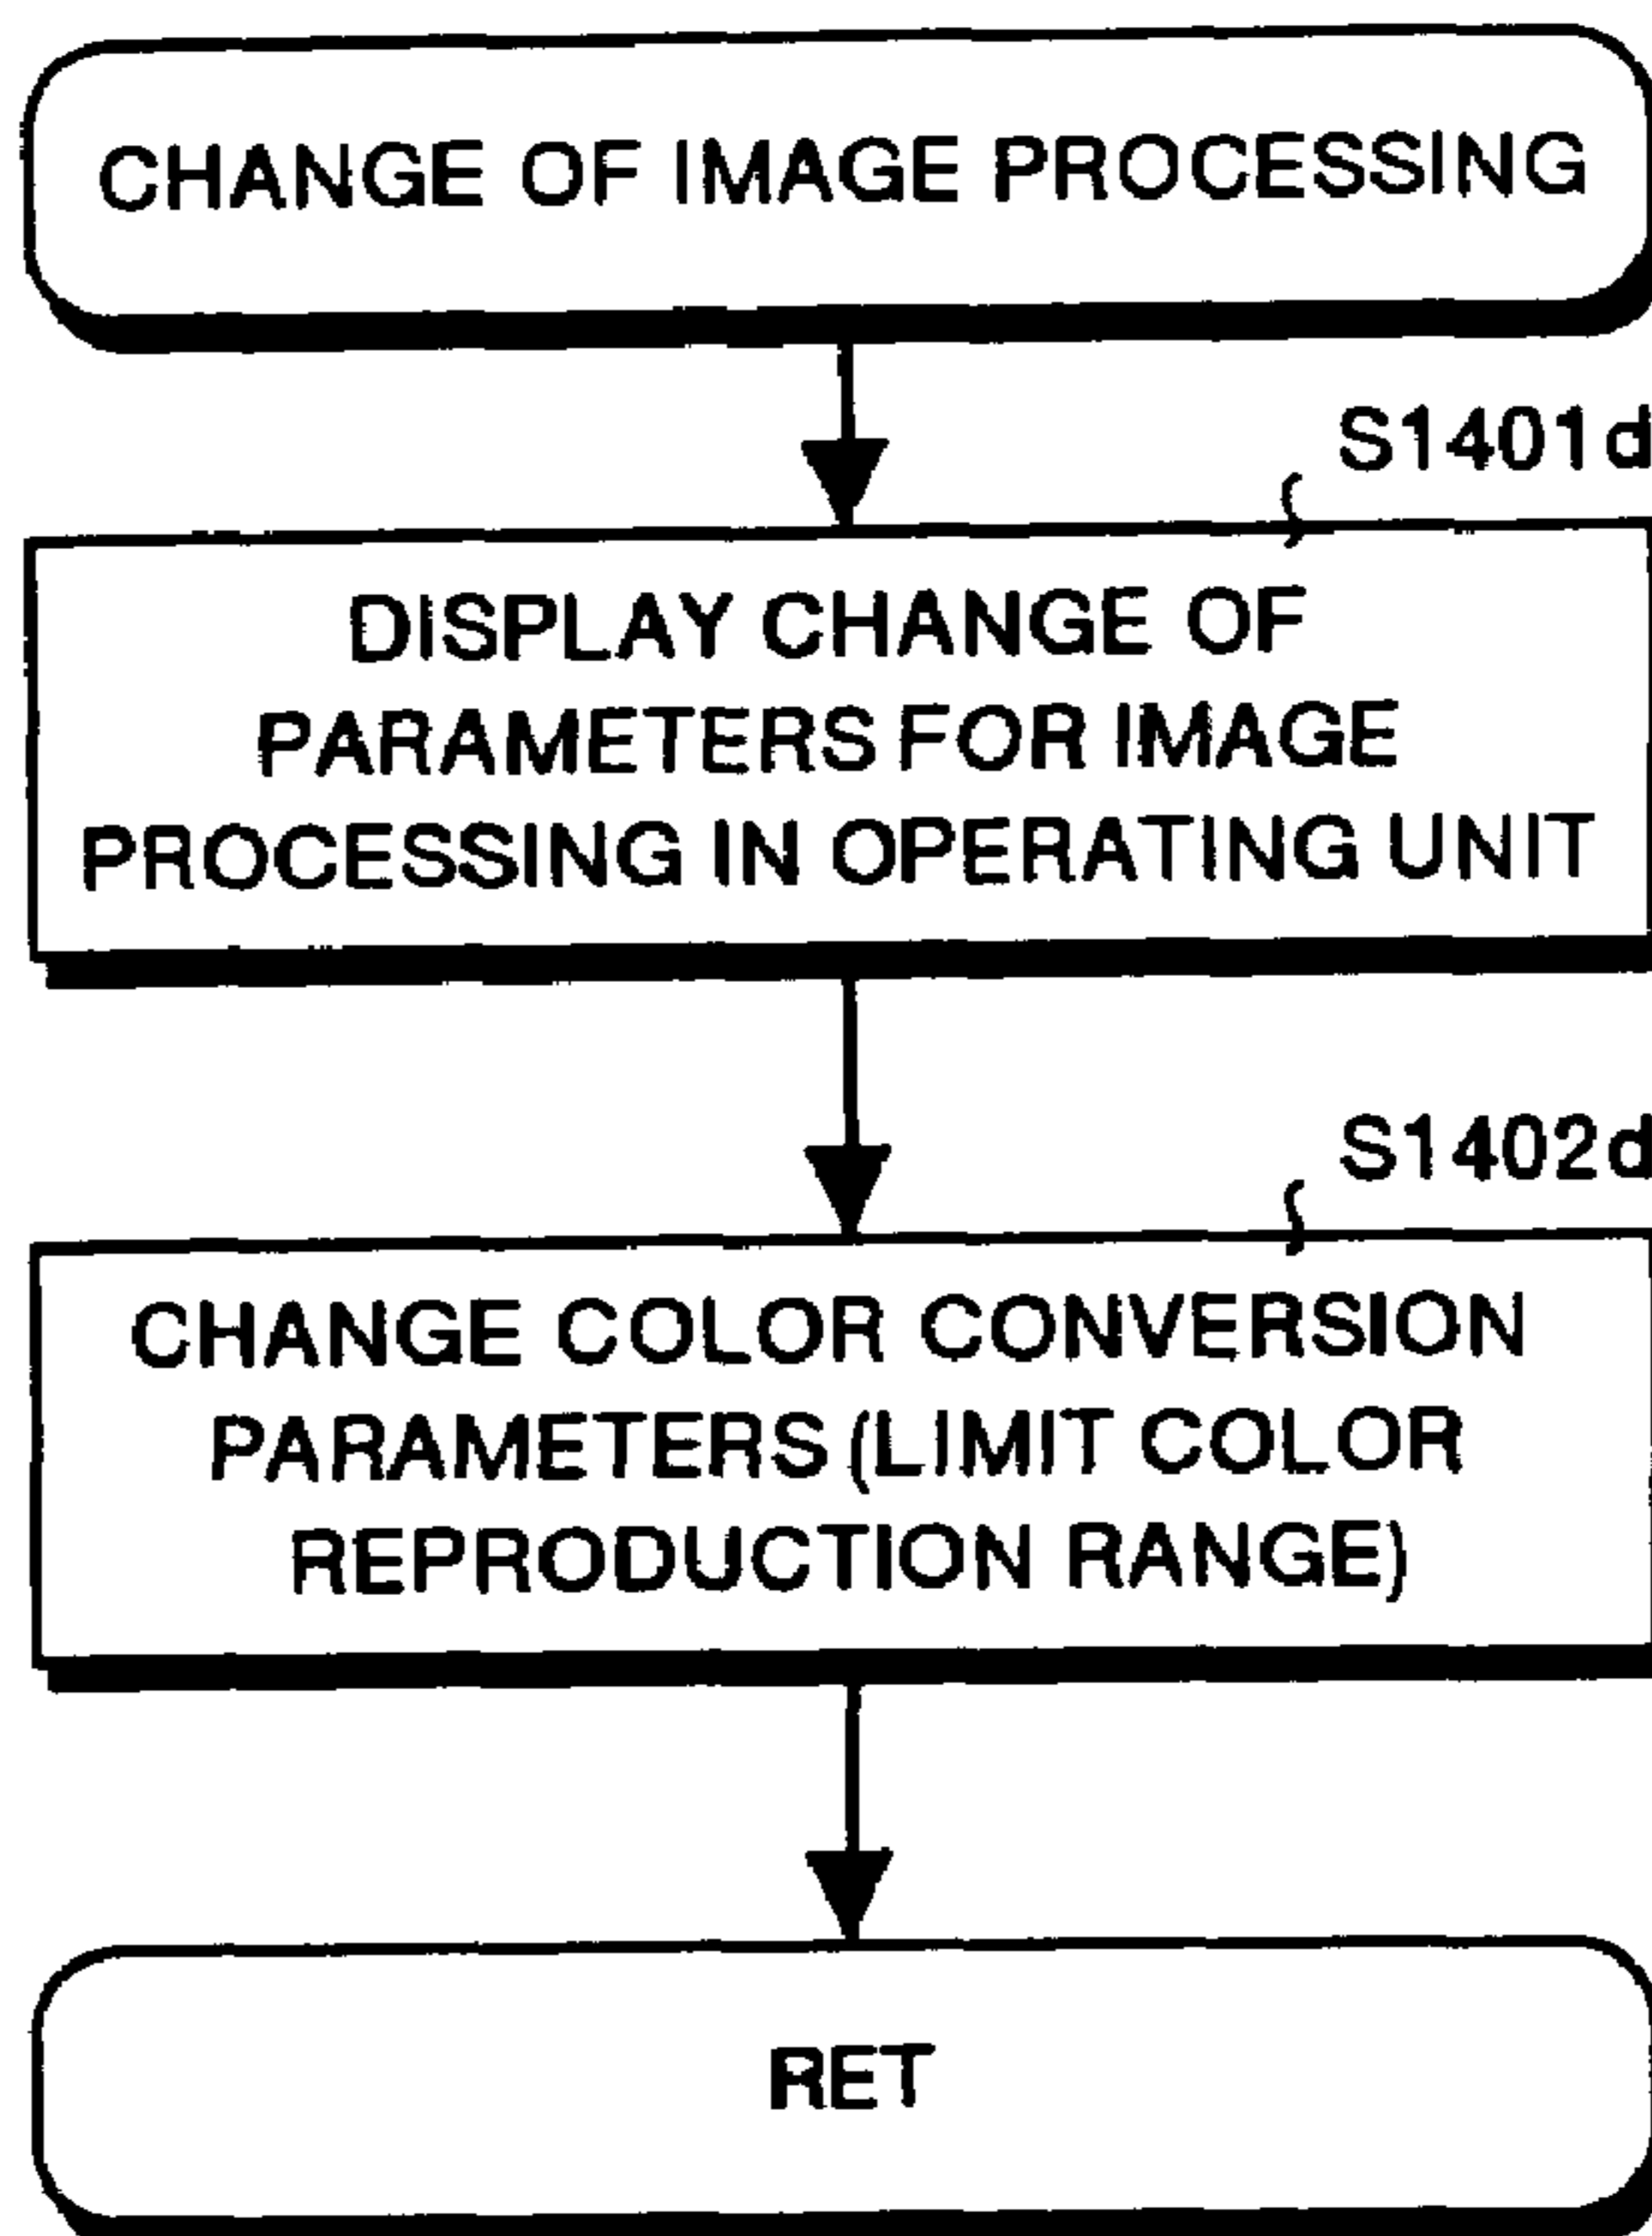 CHANGE OF IMAGE PROCESSING
S1401d
DISPLAY CHANGE OF
PARAMETERS FOR IMAGE
PROCESSING IN OPERATING UNIT
S1402d
CHANGE COLOR CONVERSION
PARAMETERS (LIMIT COLOR
REPRODUCTION RANGE)
RET